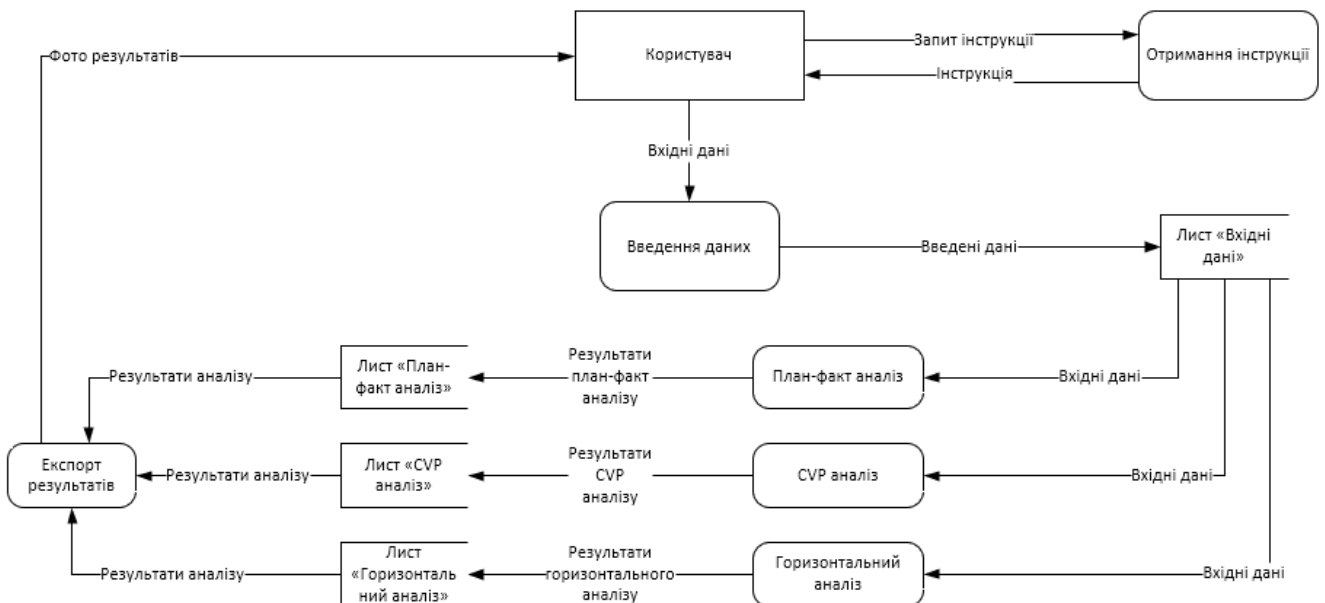 Фото результатів
Користувач
Запит інструкції
Інструкція
Отримання інструкції
Вхідні дані
Введення даних
Введені дані
Лист «Вхідні
дані»
Результати аналізу
Лист «План-
факт аналіз»
Результати
план-факт
аналізу
План-факт аналіз
Вхідні дані
Експорт
результатів
Результати аналізу
Лист «CVP
аналіз»
Результати
CVP
аналізу
CVP аналіз
Вхідні дані
Результати аналізу
Лист
«Горизонталь
ний аналіз»
Результати
горизонтального
аналізу
Горизонтальний
аналіз
Вхідні дані